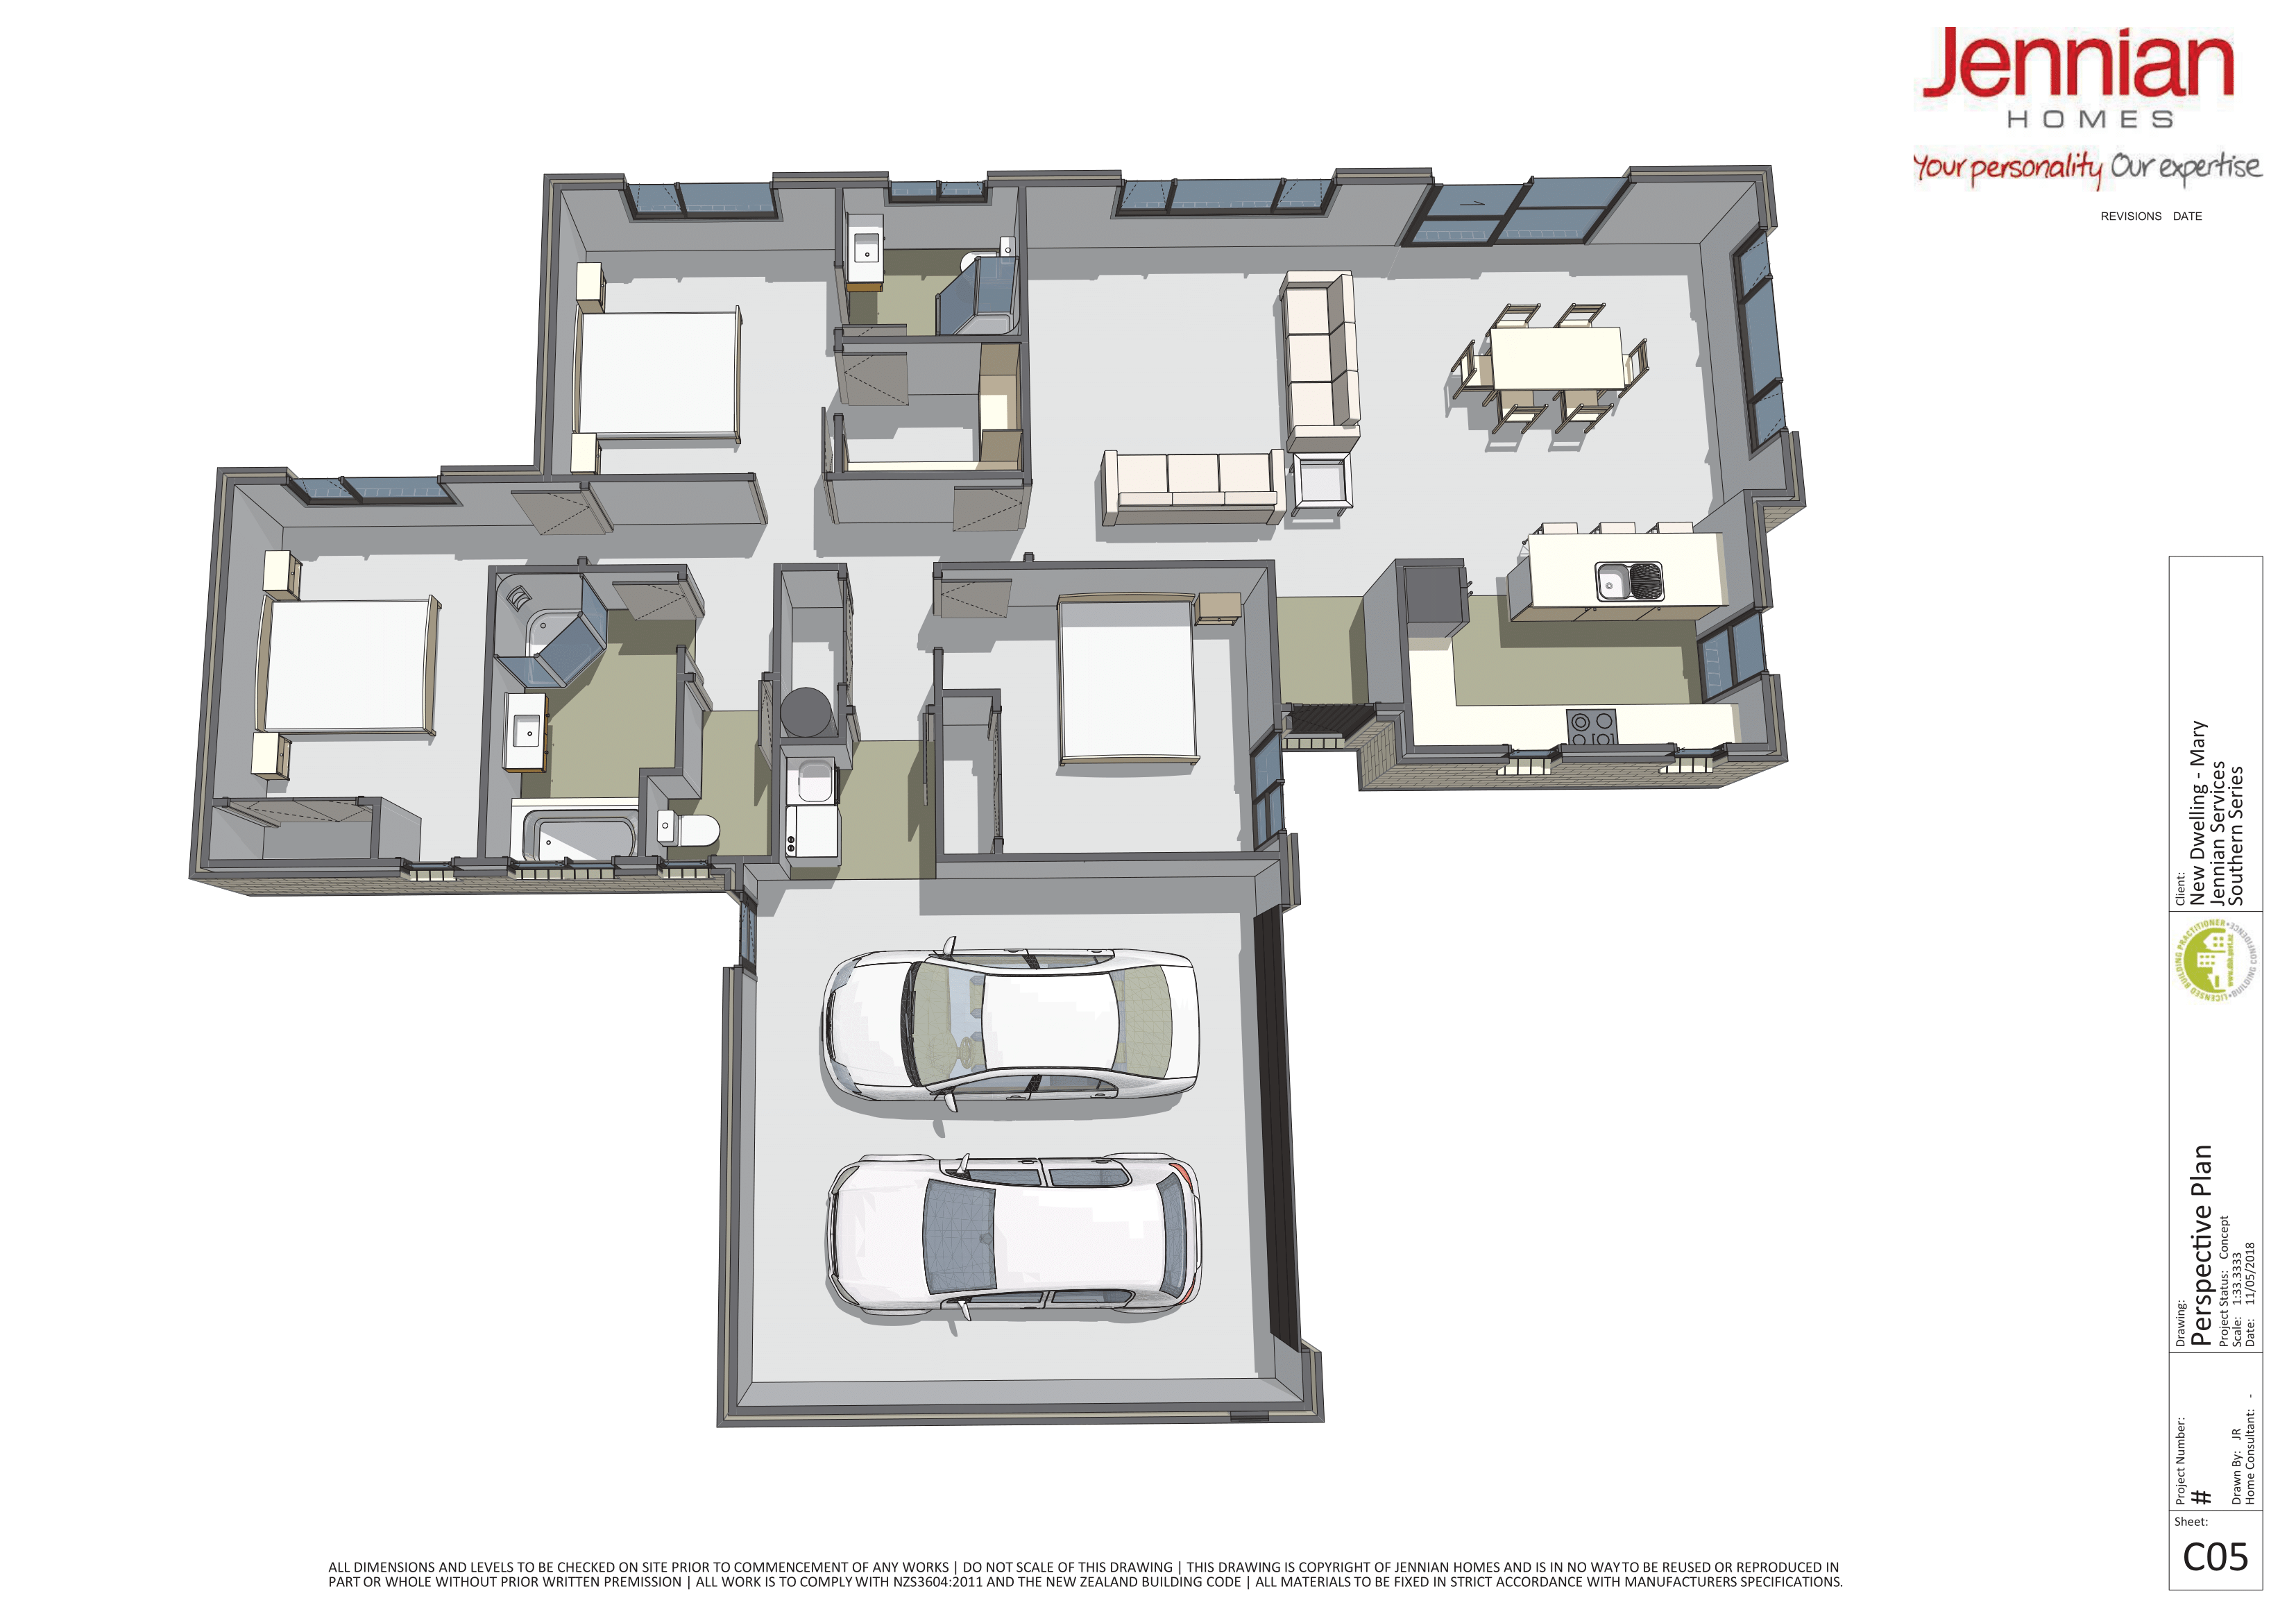 Jennian
HOMES
Your personality Our expertise
REVISIONS DATE
Client:
New Dwelling - Mary
Jennian Services
Southern Series
LICENSED BUILDING PRACTITIONER
BUILDING CONFIDENCE
Drawing:
Perspective Plan
Project Status: Concept
Scale: 1:33.3333
Date: 11/05/2018
Project Number:
#
Drawn By: JR
Home Consultant: -
Sheet:
C05
ALL DIMENSIONS AND LEVELS TO BE CHECKED ON SITE PRIOR TO COMMENCEMENT OF ANY WORKS | DO NOT SCALE OF THIS DRAWING | THIS DRAWING IS COPYRIGHT OF JENNIAN HOMES AND IS IN NO WAY TO BE REUSED OR REPRODUCED IN
PART OR WHOLE WITHOUT PRIOR WRITTEN PREMISSION | ALL WORK IS TO COMPLY WITH NZS3604:2011 AND THE NEW ZEALAND BUILDING CODE | ALL MATERIALS TO BE FIXED IN STRICT ACCORDANCE WITH MANUFACTURERS SPECIFICATIONS.